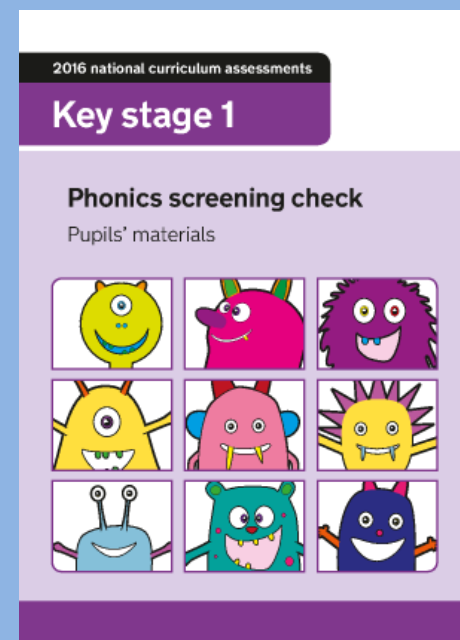 2016 national curriculum assessments
Key stage 1
Phonics screening check
Pupils’ materials